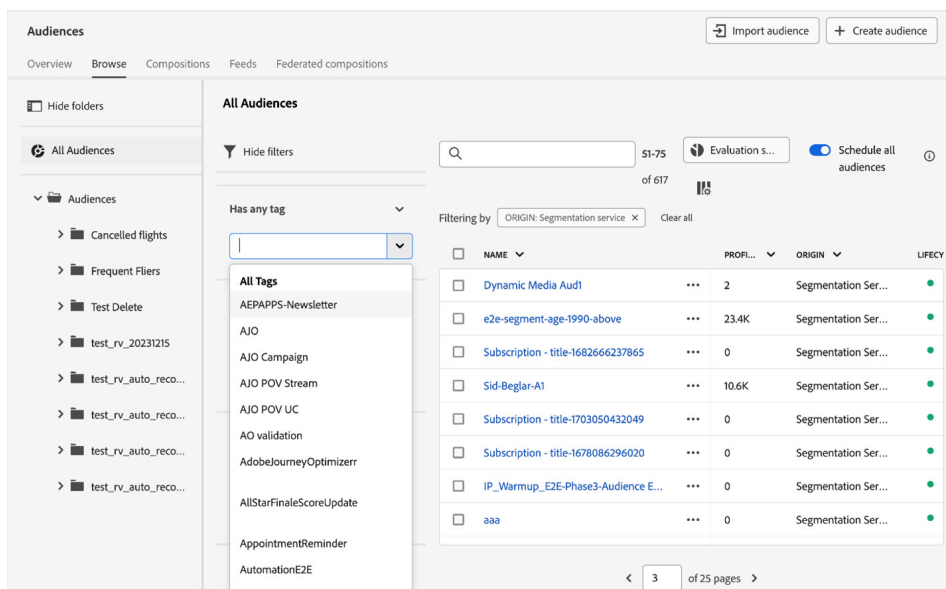 Audiences
Import audience
Create audience
Overview Browse Compositions Feeds Federated compositions
Hide folders
All Audiences
Audiences
Cancelled flights
Frequent Fliers
Test Delete
test_rv_20231215
test_rv_auto_reco...
test_rv_auto_reco...
test_rv_auto_reco...
test_rv_auto_reco...
All Audiences
Hide filters
Has any tag
All Tags
AEPAPPS-Newsletter
AJO
AJO Campaign
AJO POV Stream
AJO POV UC
AO validation
AdobeJourneyOptimizerr
AllStarFinaleScoreUpdate
AppointmentReminder
AutomationE2E
51-75
of 617
Evaluation s...
Schedule all
audiences
Filtering by ORIGIN: Segmentation service Clear all
NAME PROFI... ORIGIN LIFECY
Dynamic Media Aud1 ... 2 Segmentation Ser...
e2e-segment-age-1990-above ... 23.4K Segmentation Ser...
Subscription - title-1682666237865 ... 0 Segmentation Ser...
Sid-Beglar-A1 ... 10.6K Segmentation Ser...
Subscription - title-1703050432049 ... 0 Segmentation Ser...
Subscription - title-1678086296020 ... 0 Segmentation Ser...
IP_Warmup_E2E-Phase3-Audience E... ... 0 Segmentation Ser...
aaa ... 0 Segmentation Ser...
3 of 25 pages